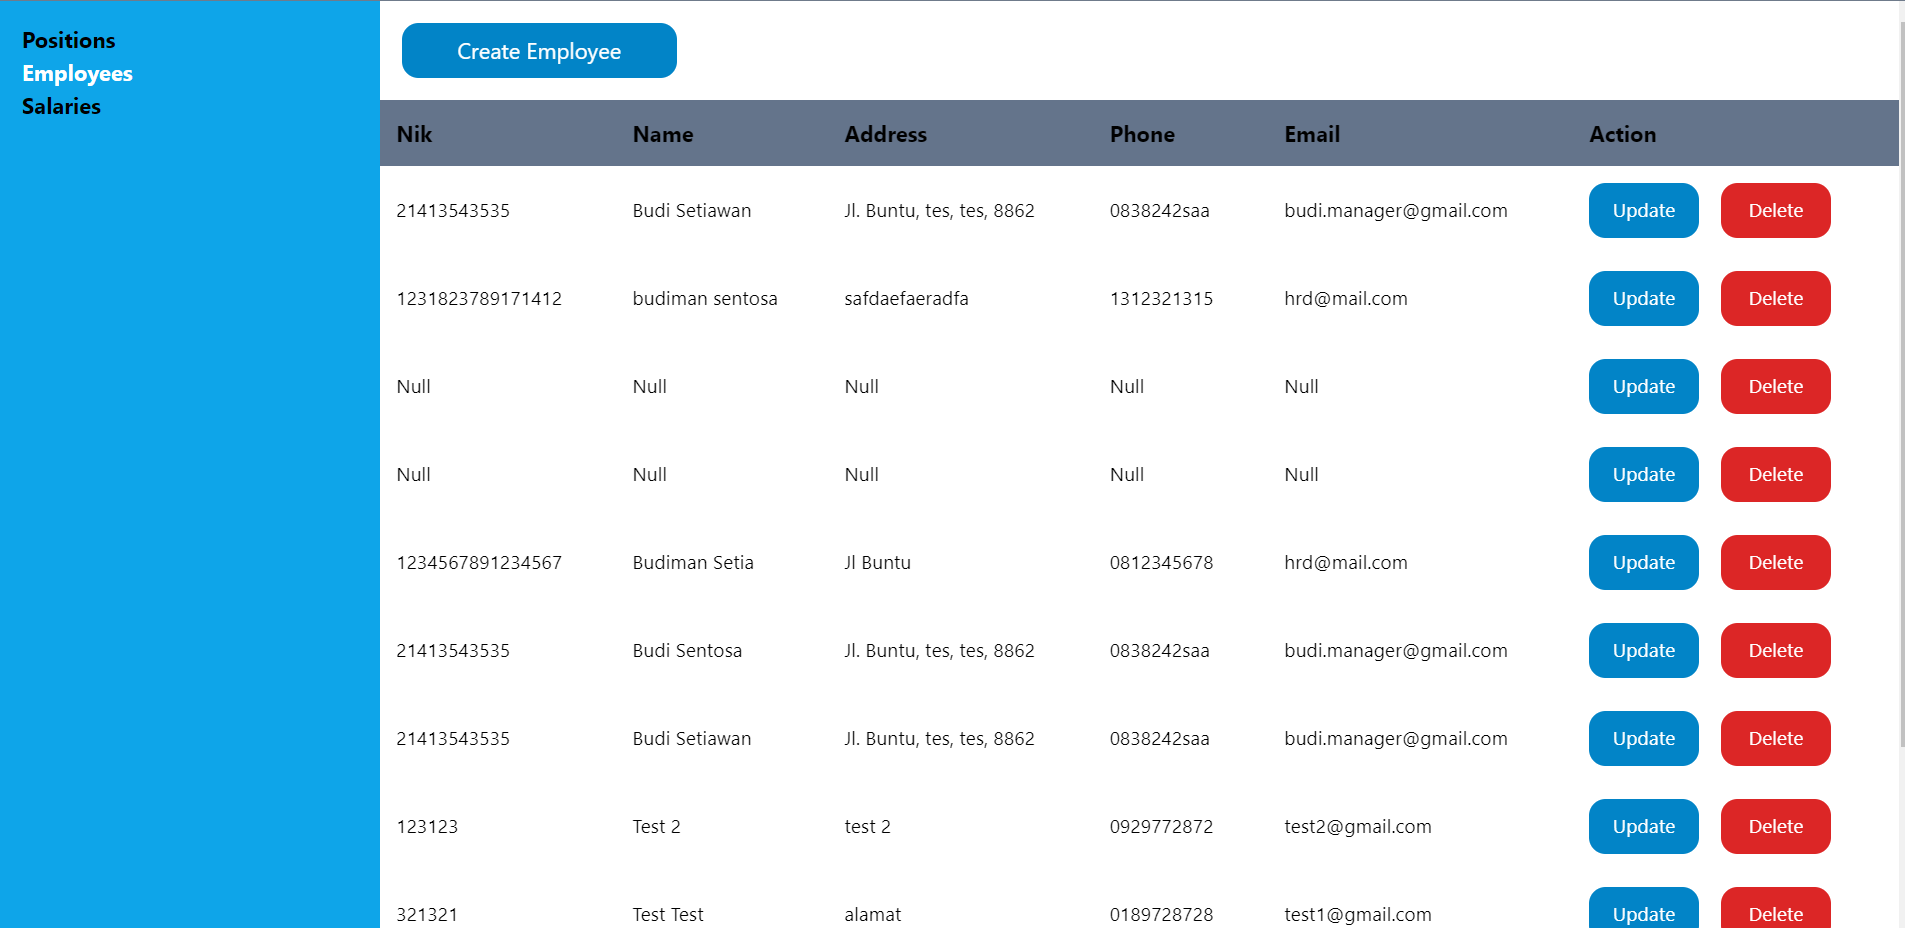 Positions
Employees
Salaries
Create Employee
Nik Name Address Phone Email Action
21413543535 Budi Setiawan Jl. Buntu, tes, tes, 8862 0838242saa budi.manager@gmail.com Update Delete
1231823789171412 budiman sentosa safdaefaeradfa 1312321315 hrd@mail.com Update Delete
Null Null Null Null Null Update Delete
Null Null Null Null Null Update Delete
1234567891234567 Budiman Setia Jl Buntu 0812345678 hrd@mail.com Update Delete
21413543535 Budi Sentosa Jl. Buntu, tes, tes, 8862 0838242saa budi.manager@gmail.com Update Delete
21413543535 Budi Setiawan Jl. Buntu, tes, tes, 8862 0838242saa budi.manager@gmail.com Update Delete
123123 Test 2 test 2 0929772872 test2@gmail.com Update Delete
321321 Test Test alamat 0189728728 test1@gmail.com Update Delete